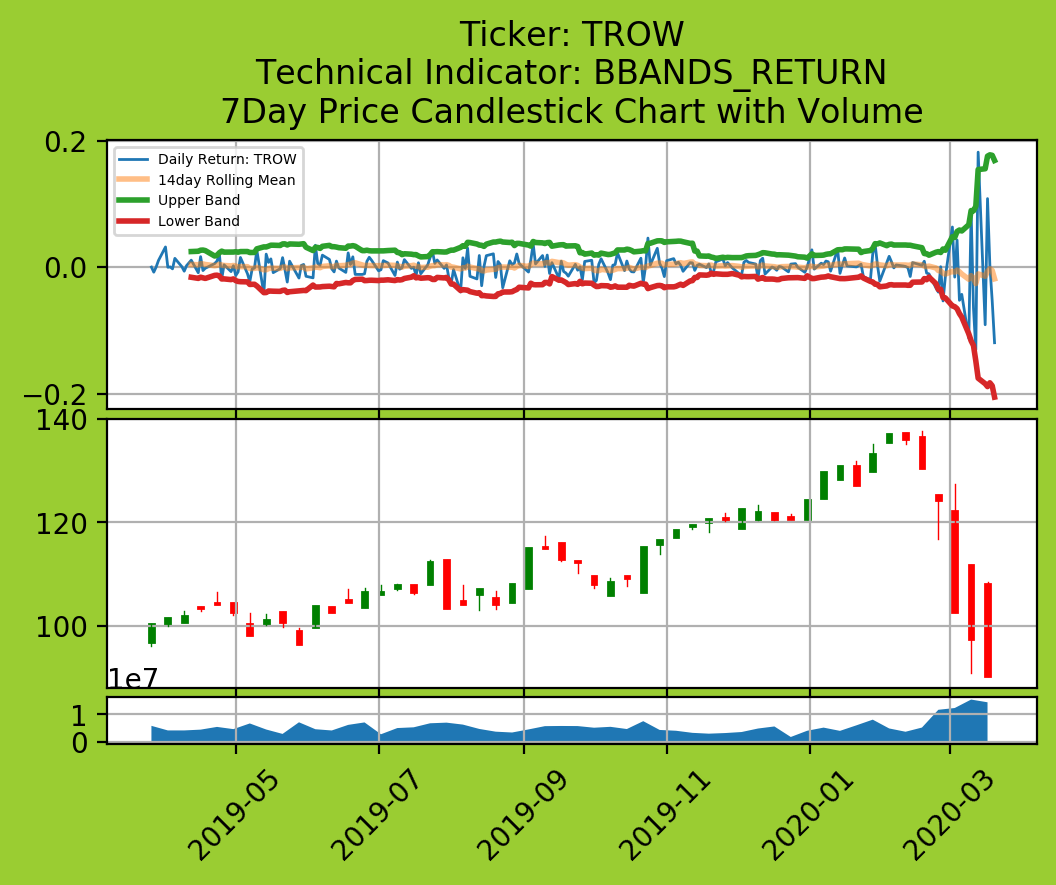 Ticker: TROW
Technical Indicator: BBANDS_RETURN
7Day Price Candlestick Chart with Volume
0.2
0.0
−0.2
Daily Return: TROW
14day Rolling Mean
Upper Band
Lower Band
140
120
100
1e7
1
0
2019-05
2019-07
2019-09
2019-11
2020-01
2020-03